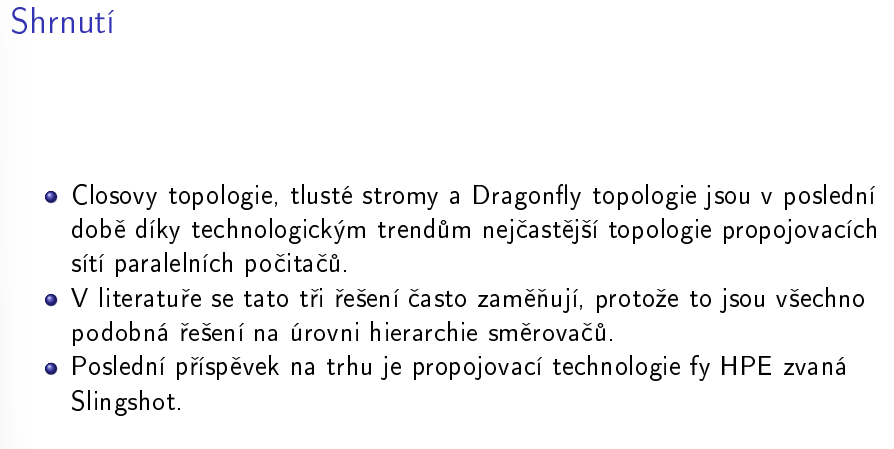 Shrnutí
Closovy topologie, tlusté stromy a Dragonfly topologie jsou v poslední
době díky technologickým trendům nejčastější topologie propojovacích
sítí paralelních počitačů.
V literatuře se tato tři řešení často zaměňují, protože to jsou všechno
podobná řešení na úrovni hierarchie směrovačů.
Poslední příspěvek na trhu je propojovací technologie fy HPE zvaná
Slingshot.